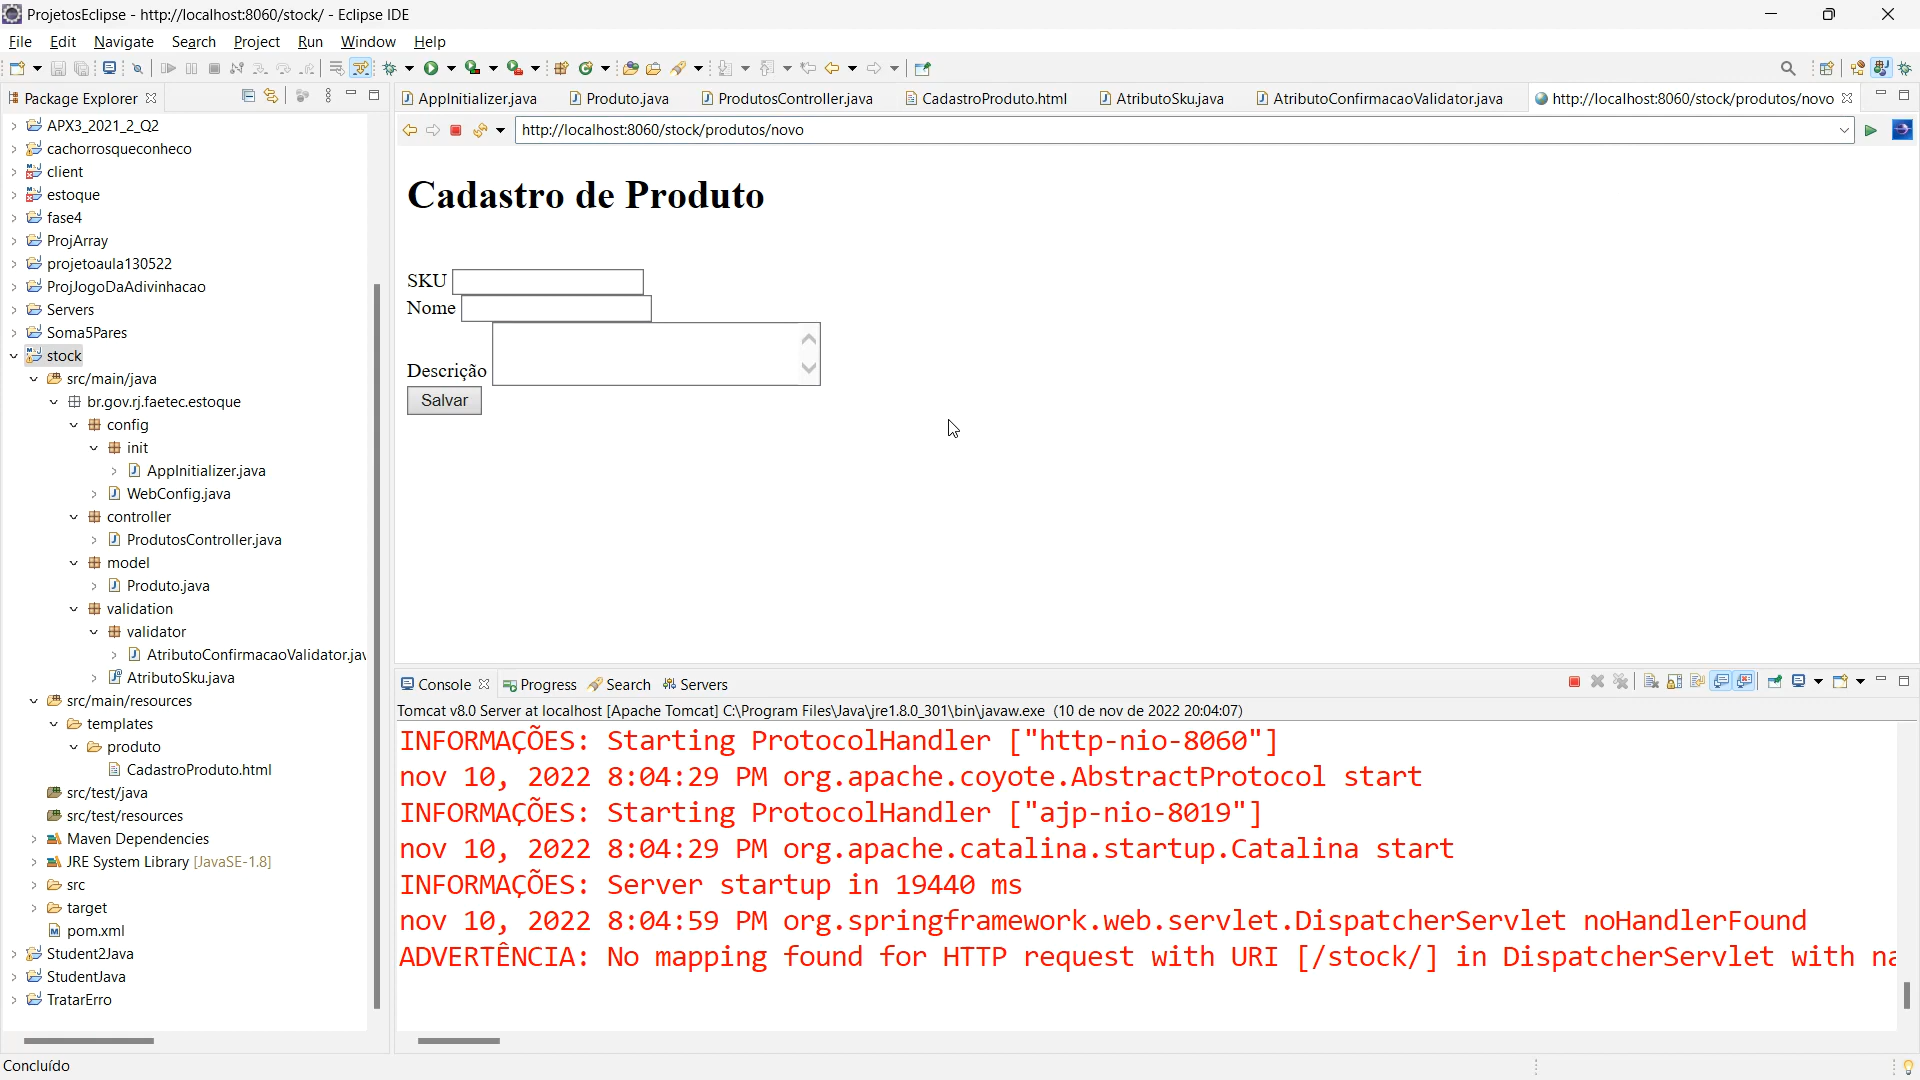 ProjetosEclipse - http://localhost:8060/stock/ - Eclipse IDE
File Edit Navigate Search Project Run Window Help
Package Explorer
AppInitializer.java Produto.java ProdutosController.java CadastroProduto.html AtributoSku.java AtributoConfirmacaoValidator.java http://localhost:8060/stock/produtos/novo
http://localhost:8060/stock/produtos/novo
APX3_2021_2_Q2
cachorrosqueconheco
client
estoque
fase4
ProjArray
projetoaula130522
ProjJogoDaAdivinhacao
Servers
Soma5Pares
stock
src/main/java
br.gov.rj.faetec.estoque
config
init
AppInitializer.java
WebConfig.java
controller
ProdutosController.java
model
Produto.java
validation
validator
AtributoConfirmacaoValidator.jav
AtributoSku.java
src/main/resources
templates
produto
CadastroProduto.html
src/test/java
src/test/resources
Maven Dependencies
JRE System Library [JavaSE-1.8]
src
target
pom.xml
Student2Java
StudentJava
TratarErro
Cadastro de Produto
SKU
Nome
Descrição
Salvar
Console Progress Search Servers
Tomcat v8.0 Server at localhost [Apache Tomcat] C:\Program Files\Java\jre1.8.0_301\bin\javaw.exe (10 de nov de 2022 20:04:07)
INFORMAÇÕES: Starting ProtocolHandler ["http-nio-8060"]
nov 10, 2022 8:04:29 PM org.apache.coyote.AbstractProtocol start
INFORMAÇÕES: Starting ProtocolHandler ["ajp-nio-8019"]
nov 10, 2022 8:04:29 PM org.apache.catalina.startup.Catalina start
INFORMAÇÕES: Server startup in 19440 ms
nov 10, 2022 8:04:59 PM org.springframework.web.servlet.DispatcherServlet noHandlerFound
ADVERTÊNCIA: No mapping found for HTTP request with URI [/stock/] in DispatcherServlet with na
Concluído